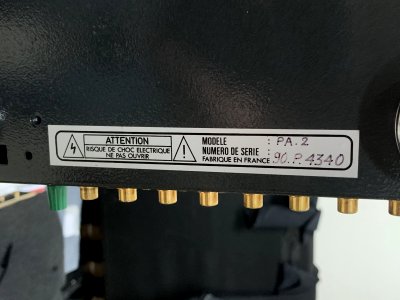 ATTENTION
RISQUE DE CHOC ELECTRIQUE
NE PAS OUVRIR
MODELE : PA.2
NUMERO DE SERIE :
FABRIQUE EN FRANCE 90.P.4340